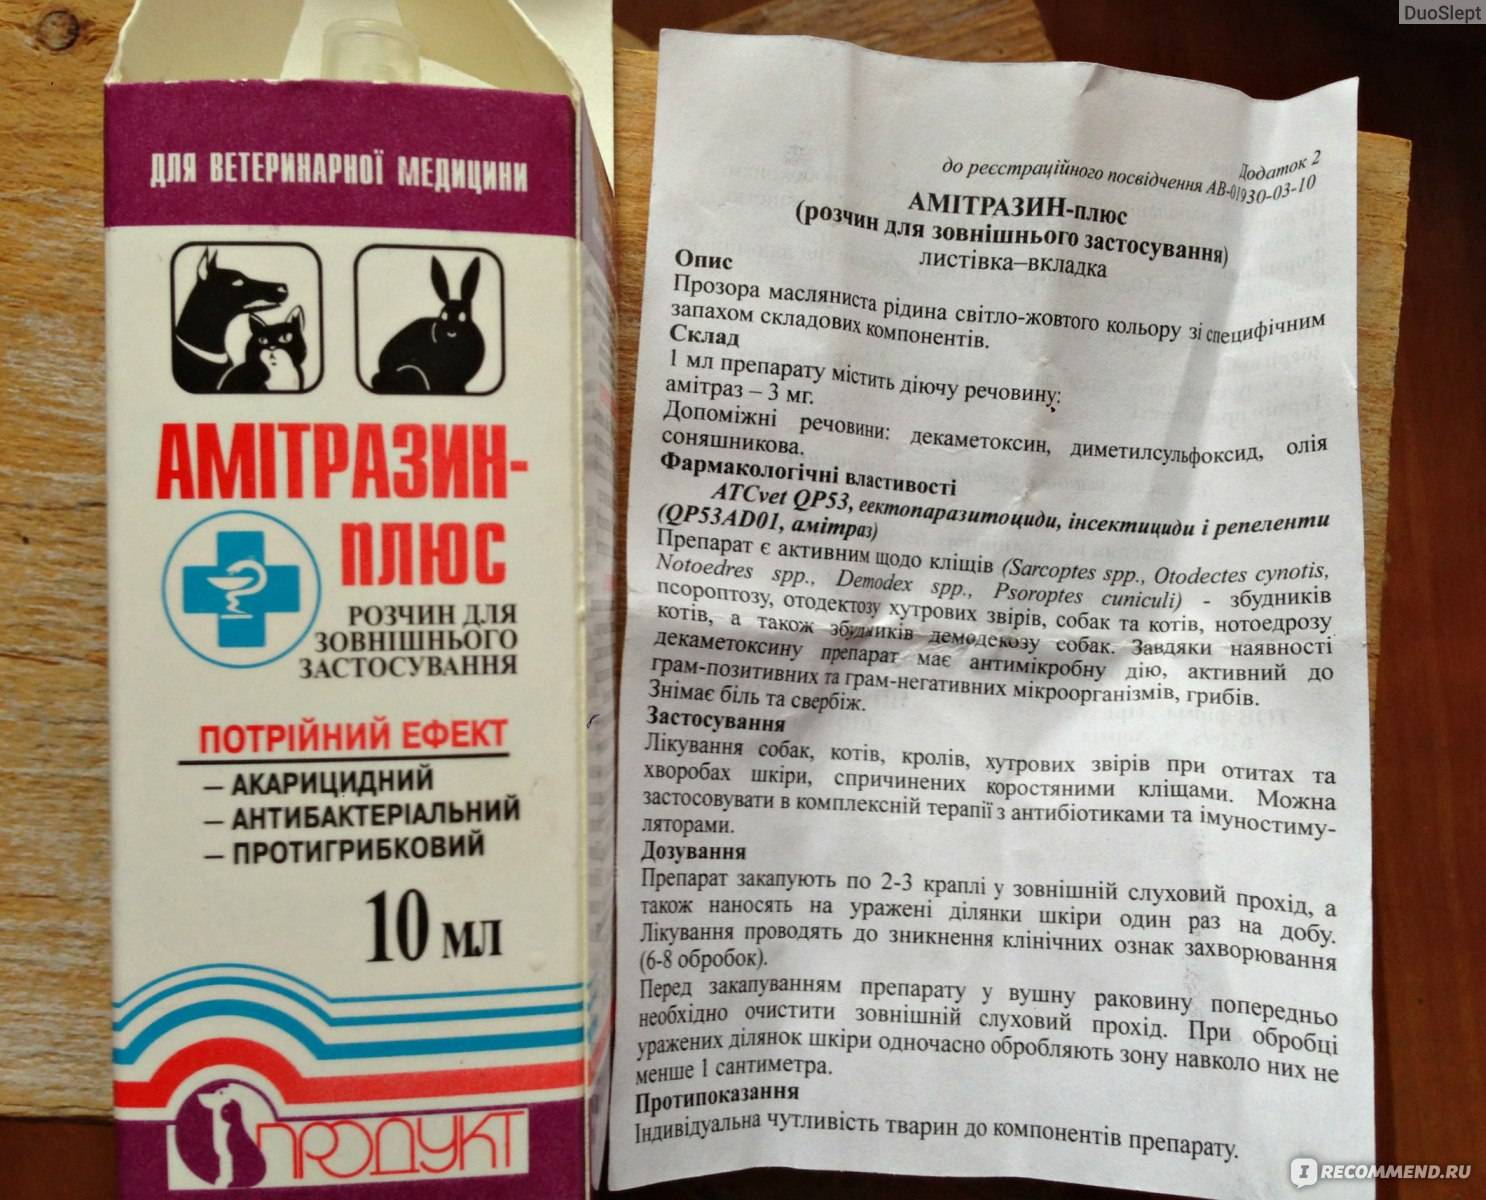 DuoSlept
ДЛЯ ВЕТЕРИНАРНОЇ МЕДИЦИНИ
АМІТРАЗИН-
ПЛЮС
РОЗЧИН ДЛЯ
ЗОВНІШНЬОГО
ЗАСТОСУВАННЯ
ПОТРІЙНИЙ ЕФЕКТ
– АКАРИЦИДНИЙ
– АНТИБАКТЕРІАЛЬНИЙ
– ПРОТИГРИБКОВИЙ
10 мл
ПРОДУКТ
Додаток 2
до реєстраційного посвідчення АВ-01930-03-10
АМІТРАЗИН-плюс
(розчин для зовнішнього застосування)
листівка–вкладка
Опис
Прозора масляниста рідина світло-жовтого кольору зі специфічним
запахом складових компонентів.
Склад
1 мл препарату містить діючу речовину:
амітраз – 3 мг.
Допоміжні речовини: декаметоксин, диметилсульфоксид, олія
соняшникова.
Фармакологічні властивості
ATCvet QP53, еектопаразитоциди, інсектициди і репеленти
(QP53AD01, амітраз)
Препарат є активним щодо кліщів (Sarcoptes spp., Otodectes cynotis,
Notoedres spp., Demodex spp., Psoroptes cuniculi) - збудників
псороптозу, отодектозу хутрових звірів, собак та котів, нотоедрозу
котів, а також збудників демодекозу собак. Завдяки наявності
декаметоксину препарат має антимікробну дію, активний до
грам-позитивних та грам-негативних мікроорганізмів, грибів.
Знімає біль та свербіж.
Застосування
Лікування собак, котів, кролів, хутрових звірів при отитах та
хворобах шкіри, спричинених коростяними кліщами. Можна
застосовувати в комплексній терапії з антибіотиками та імуностиму-
ляторами.
Дозування
Препарат закапують по 2-3 краплі у зовнішній слуховий прохід, а
також наносять на уражені ділянки шкіри один раз на добу.
Лікування проводять до зникнення клінічних ознак захворювання
(6-8 обробок).
Перед закапуванням препарату у вушну раковину попередньо
необхідно очистити зовнішній слуховий прохід. При обробці
уражених ділянок шкіри одночасно обробляють зону навколо них не
менше 1 сантиметра.
Протипоказання
Індивідуальна чутливість тварин до компонентів препарату.
IRECOMMEND.RU